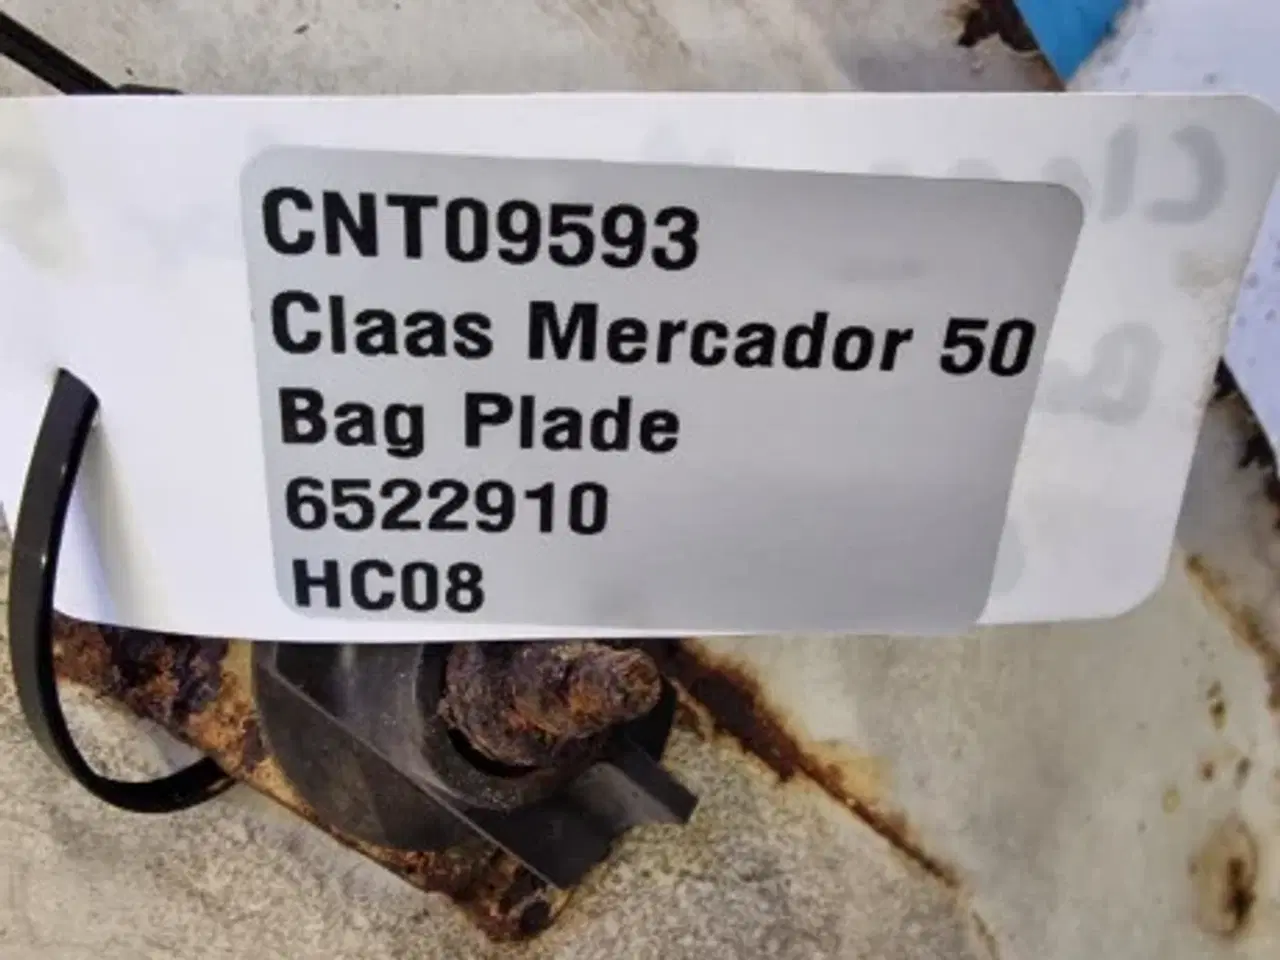 CNT09593
Claas Mercador 50
Bag Plade
6522910
HC08